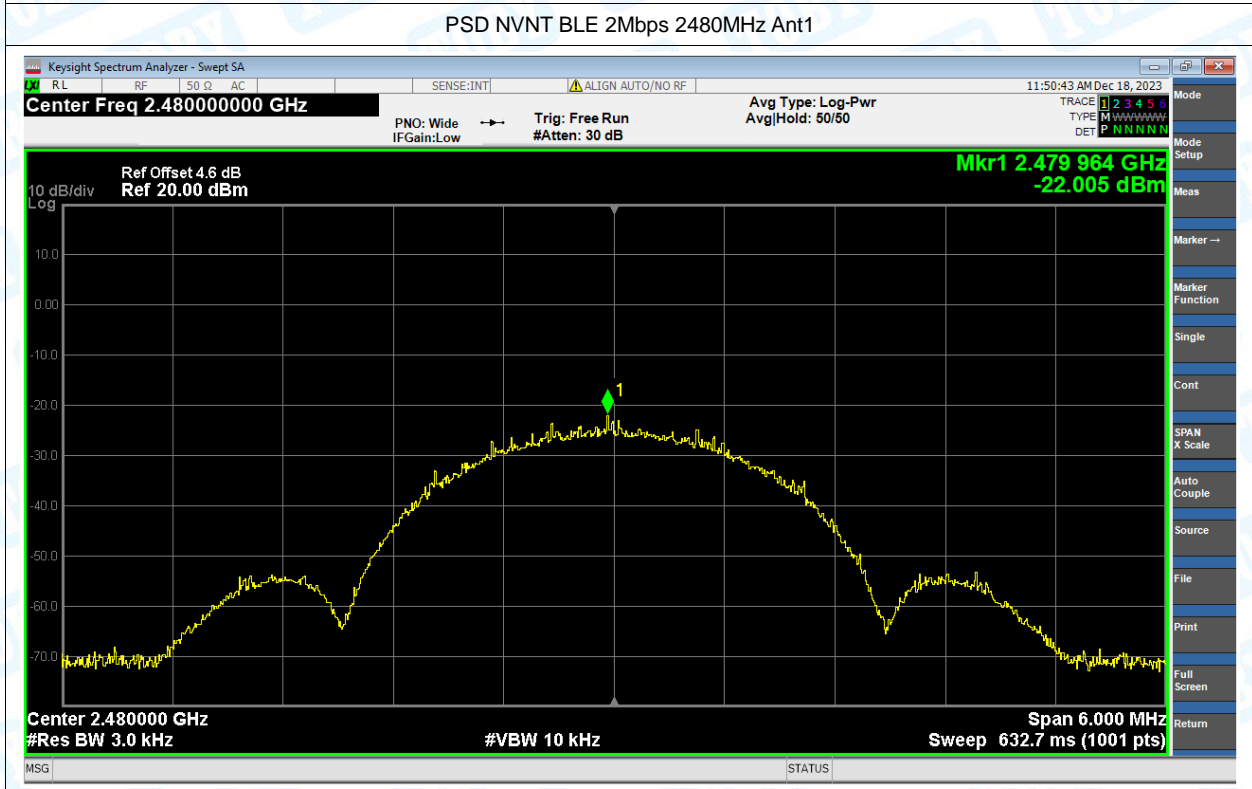 PSD NVNT BLE 2Mbps 2480MHz Ant1
Keysight Spectrum Analyzer - Swept SA
LXI RL RF 50 Ω AC SENSE:INT ALIGN AUTO/NO RF 11:50:43 AM Dec 18, 2023
Center Freq 2.480000000 GHz
PNO: Wide
IFGain:Low
Trig: Free Run
#Atten: 30 dB
Avg Type: Log-Pwr
Avg|Hold: 50/50
TRACE 1 2 3 4 5 6
TYPE M WWWWW
DET P N N N N N
Mkr1 2.479 964 GHz
-22.005 dBm
Ref Offset 4.6 dB
10 dB/div Ref 20.00 dBm
Log
10.0
0.00
-10.0
-20.0
-30.0
-40.0
-50.0
-60.0
-70.0
1
Center 2.480000 GHz Span 6.000 MHz
#Res BW 3.0 kHz #VBW 10 kHz Sweep 632.7 ms (1001 pts)
MSG STATUS
Mode
Mode
Setup
Meas
Marker →
Marker
Function
Single
Cont
SPAN
X Scale
Auto
Couple
Source
File
Print
Full
Screen
Return